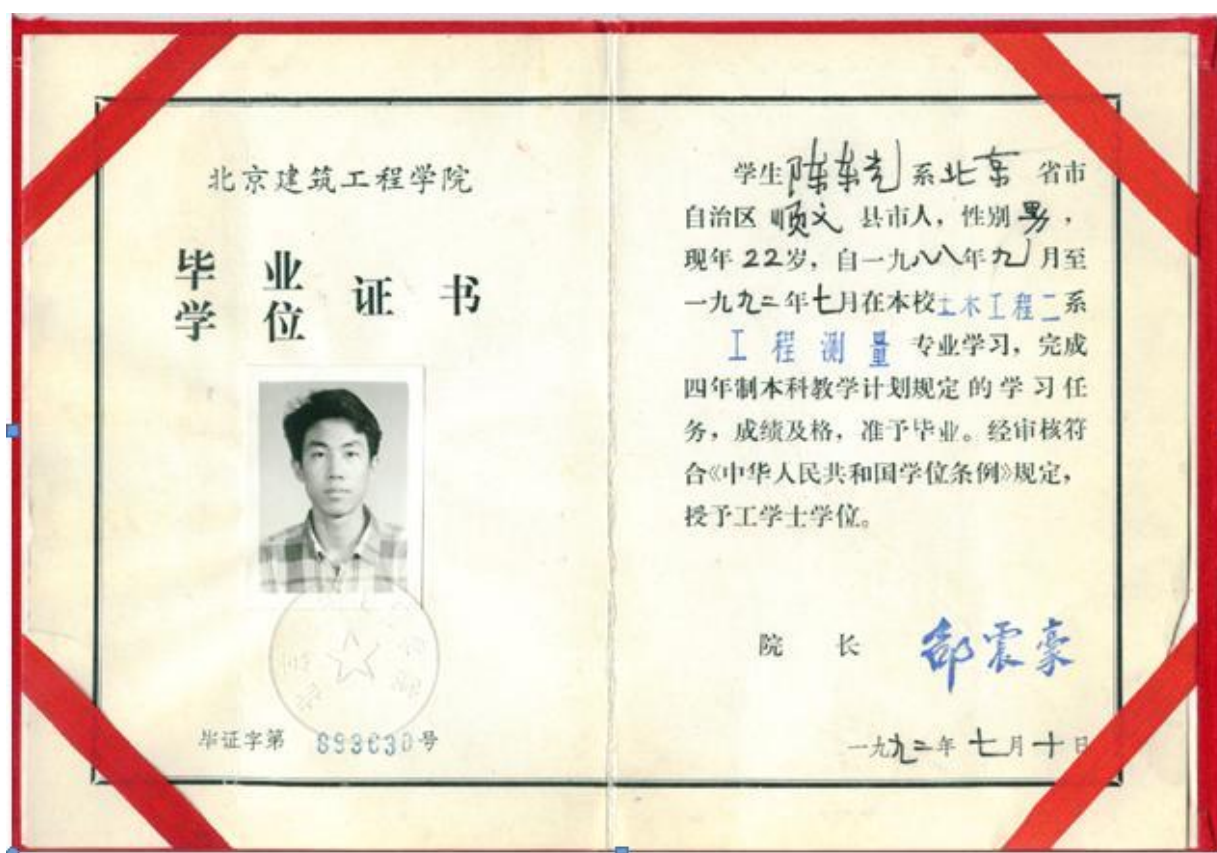 北京建筑工程学院
毕业
学位
证书
毕证字第 893030号
学生陈东光系北京省市
自治区顺义县市人，性别男，
现年22岁，自一九八八年九月至
一九九二年七月在本校土木工程二系
工程测量专业学习，完成
四年制本科教学计划规定的学习任
务，成绩及格，准予毕业。经审核符
合《中华人民共和国学位条例》规定，
授予工学士学位。
院长 邵震豪
一九九二年七月十日